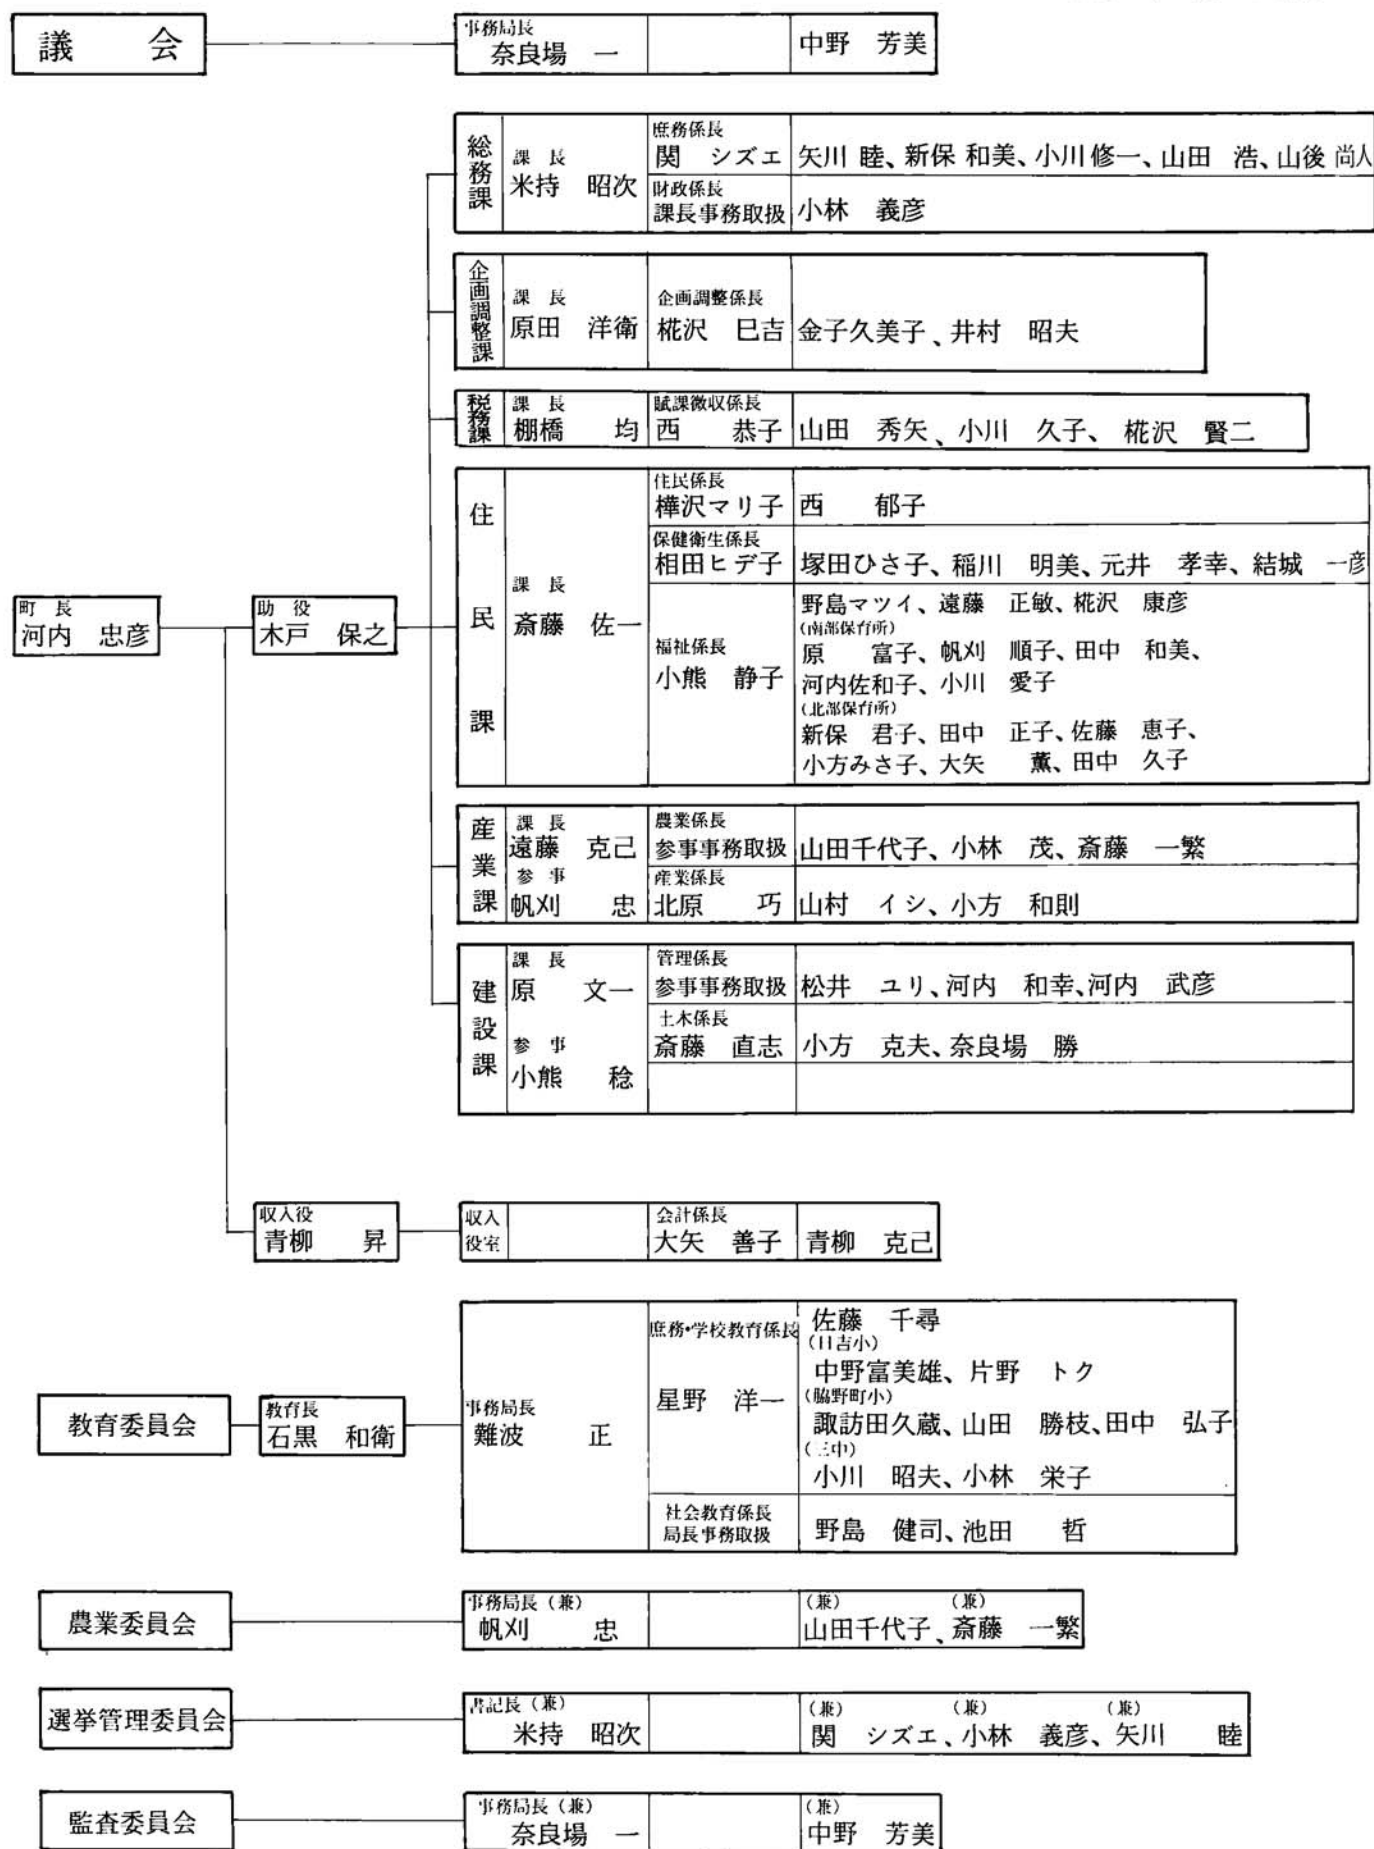 議　会
事務局長
奈良場　一
中野　芳美
総務課
課長
米持　昭次
庶務係長
関　シズエ
矢川 睦、新保 和美、小川修一、山田　浩、山後 尚人
財政係長
課長事務取扱
小林　義彦
企画調整課
課長
原田　洋衛
企画調整係長
椛沢　巳吉
金子久美子、井村　昭夫
税務課
課長
棚橋　均
賦課徴収係長
西　恭子
山田　秀矢、小川　久子、椛沢　賢二
町長
河内　忠彦
助役
木戸　保之
住民課
課長
斎藤　佐一
住民係長
樺沢マリ子
西　郁子
保健衛生係長
相田ヒデ子
塚田ひさ子、稲川　明美、元井　孝幸、結城　一彦
福祉係長
小熊　静子
野島マツイ、遠藤　正敏、椛沢　康彦
(南部保育所)
原　富子、帆刈　順子、田中　和美、
河内佐和子、小川　愛子
(北部保育所)
新保　君子、田中　正子、佐藤　恵子、
小方みさ子、大矢　薫、田中　久子
産業課
課長
遠藤　克己
参事
帆刈　忠
農業係長
参事事務取扱
山田千代子、小林　茂、斎藤　一繁
産業係長
北原　巧
山村　イシ、小方　和則
建設課
課長
原　文一
参事
小熊　稔
管理係長
参事事務取扱
松井　ユリ、河内　和幸、河内　武彦
土木係長
斎藤　直志
小方　克夫、奈良場　勝
収入役
青柳　昇
収入
役室
会計係長
大矢　善子
青柳　克己
教育委員会
教育長
石黒　和衛
事務局長
難波　正
庶務・学校教育係長
星野　洋一
佐藤　千尋
(日吉小)
中野富美雄、片野　トク
(脇野町小)
諏訪田久蔵、山田　勝枝、田中　弘子
(三中)
小川　昭夫、小林　栄子
社会教育係長
局長事務取扱
野島　健司、池田　哲
農業委員会
事務局長（兼）
帆刈　忠
（兼）　（兼）
山田千代子、斎藤　一繁
選挙管理委員会
書記長（兼）
米持　昭次
（兼）　（兼）　（兼）
関　シズエ、小林　義彦、矢川　睦
監査委員会
事務局長（兼）
奈良場　一
（兼）
中野　芳美